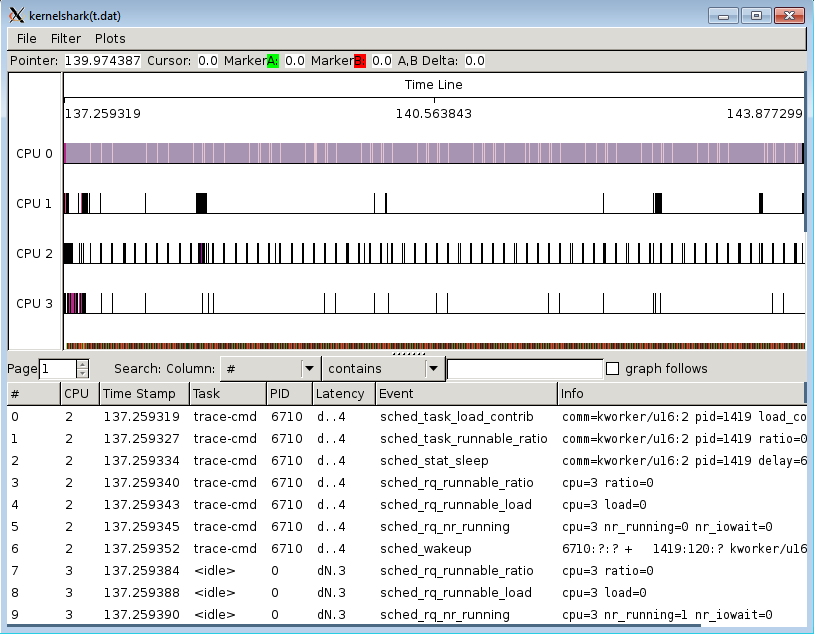 kernelshark(t.dat)
File Filter Plots
Pointer: 139.974387 Cursor: 0.0 MarkerA: 0.0 MarkerB: 0.0 A,B Delta: 0.0
Time Line
137.259319 140.563843 143.877299
CPU 0
CPU 1
CPU 2
CPU 3
Page 1 Search: Column: # contains graph follows
# CPU Time Stamp Task PID Latency Event Info
0 2 137.259319 trace-cmd 6710 d..4 sched_task_load_contrib comm=kworker/u16:2 pid=1419 load_co
1 2 137.259327 trace-cmd 6710 d..4 sched_task_runnable_ratio comm=kworker/u16:2 pid=1419 ratio=0
2 2 137.259334 trace-cmd 6710 d..4 sched_stat_sleep comm=kworker/u16:2 pid=1419 delay=6
3 2 137.259340 trace-cmd 6710 d..4 sched_rq_runnable_ratio cpu=3 ratio=0
4 2 137.259343 trace-cmd 6710 d..4 sched_rq_runnable_load cpu=3 load=0
5 2 137.259345 trace-cmd 6710 d..4 sched_rq_nr_running cpu=3 nr_running=0 nr_iowait=0
6 2 137.259352 trace-cmd 6710 d..4 sched_wakeup 6710:?:? + 1419:120:? kworker/u16
7 3 137.259384 <idle> 0 dN.3 sched_rq_runnable_ratio cpu=3 ratio=0
8 3 137.259388 <idle> 0 dN.3 sched_rq_runnable_load cpu=3 load=0
9 3 137.259390 <idle> 0 dN.3 sched_rq_nr_running cpu=3 nr_running=1 nr_iowait=0